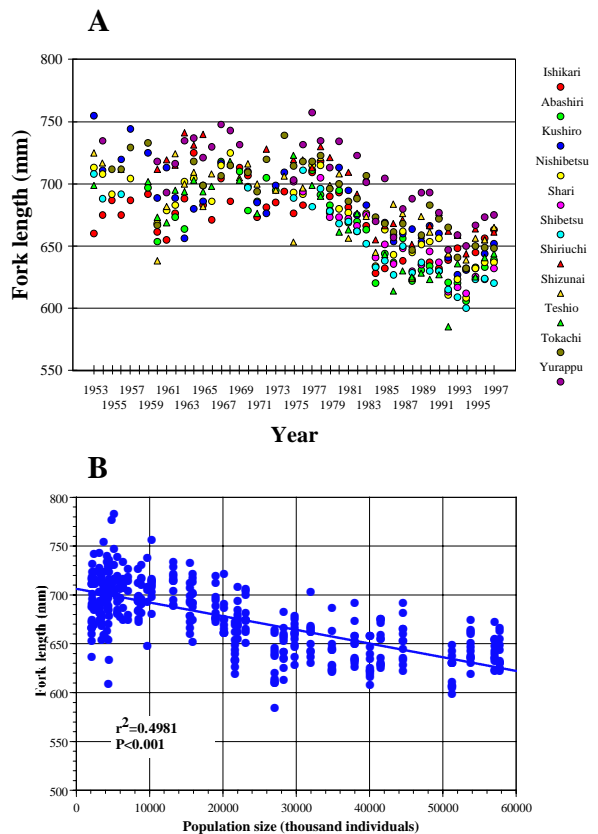 A
Fork length (mm)
800
750
700
650
600
550
1953 1957 1961 1965 1969 1973 1977 1981 1985 1989 1993 1997
1955 1959 1963 1967 1971 1975 1979 1983 1987 1991 1995
Year
Ishikari
Abashiri
Kushiro
Nishibetsu
Shari
Shibetsu
Shiriuchi
Shizunai
Teshio
Tokachi
Yurappu
B
Fork length (mm)
800
750
700
650
600
550
500
r2=0.4981
P<0.001
0 10000 20000 30000 40000 50000 60000
Population size (thousand individuals)